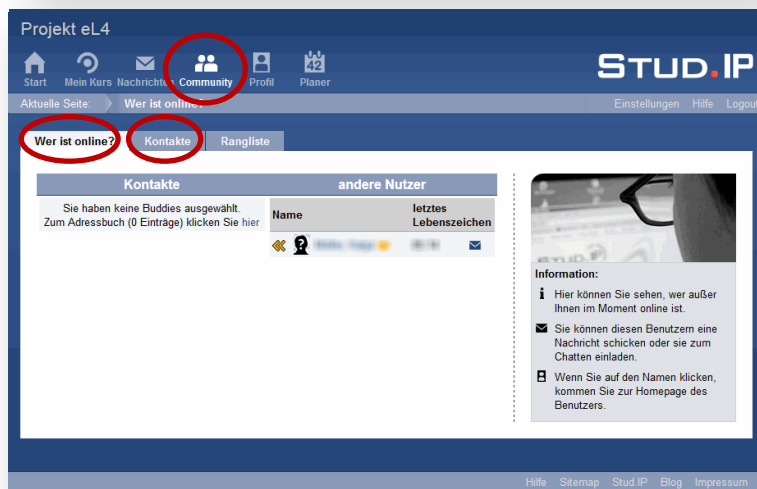 Projekt eL4
42
STUD.IP
Start Mein Kurs Nachrichten Community Profil Planer
Aktuelle Seite: Wer ist online? Einstellungen Hilfe Logout
Wer ist online? Kontakte Rangliste
Kontakte
Sie haben keine Buddies ausgewählt.
Zum Adressbuch (0 Einträge) klicken Sie hier
andere Nutzer
Name letztes
Lebenszeichen
Information:
Hier können Sie sehen, wer außer
Ihnen im Moment online ist.
Sie können diesen Benutzern eine
Nachricht schicken oder sie zum
Chatten einladen.
Wenn Sie auf den Namen klicken,
kommen Sie zur Homepage des
Benutzers.
Hilfe Sitemap Stud.IP Blog Impressum